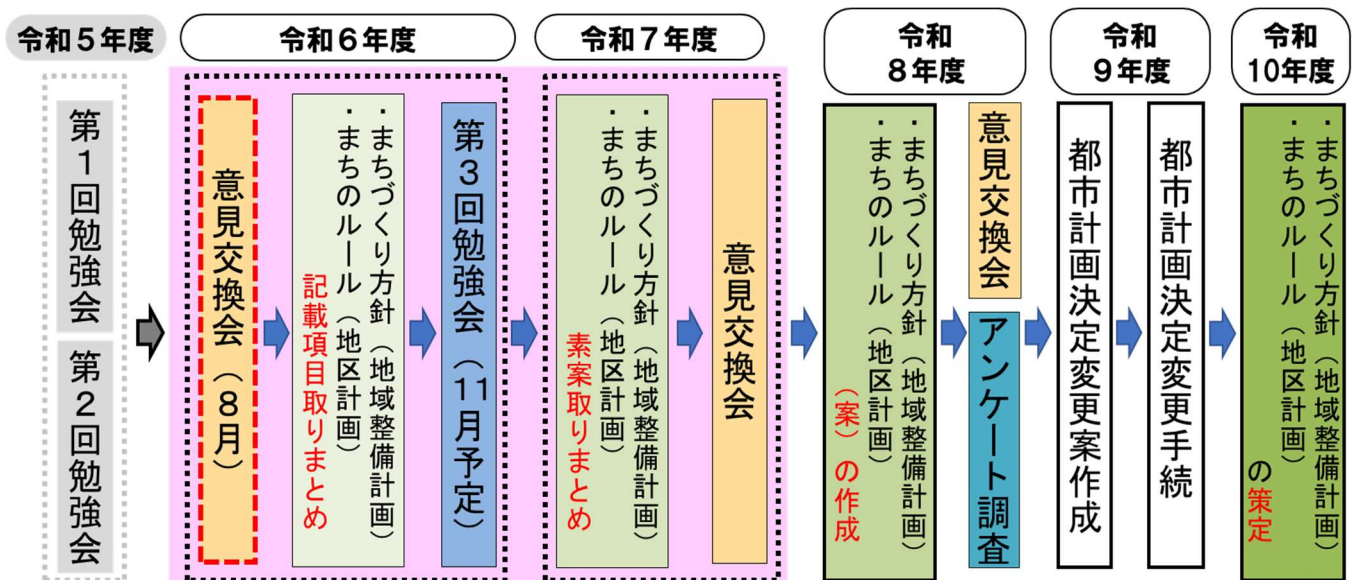 令和5年度
第1回勉強会
第2回勉強会
令和6年度
意見交換会（8月）
・まちづくり方針（地域整備計画）
・まちのルール（地区計画）
記載項目取りまとめ
第3回勉強会（11月予定）
令和7年度
・まちづくり方針（地域整備計画）
・まちのルール（地区計画）
素案取りまとめ
意見交換会
令和
8年度
・まちづくり方針（地域整備計画）
・まちのルール（地区計画）
（案）の作成
意見交換会
アンケート調査
令和
9年度
都市計画決定変更案作成
都市計画決定変更手続
令和
10年度
・まちづくり方針（地域整備計画）
・まちのルール（地区計画）
の策定